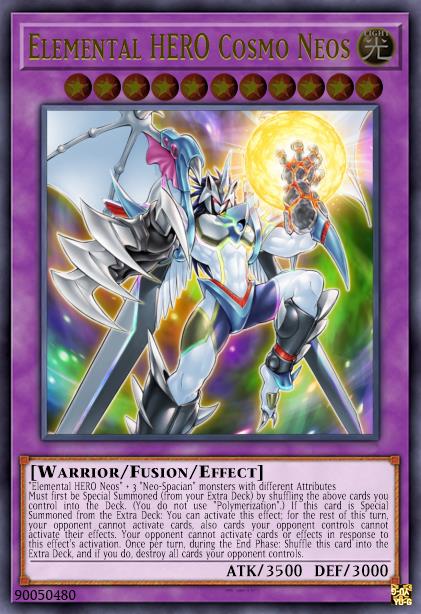 ELEMENTAL HERO COSMO NEOS
LIGHT
光
[WARRIOR/FUSION/EFFECT]
"Elemental HERO Neos" + 3 "Neo-Spacian" monsters with different Attributes
Must first be Special Summoned (from your Extra Deck) by shuffling the above cards you
control into the Deck. (You do not use "Polymerization".) If this card is Special
Summoned from the Extra Deck: You can activate this effect; for the rest of this turn,
your opponent cannot activate cards, also cards your opponent controls cannot
activate their effects. Your opponent cannot activate cards or effects in response to
this effect's activation. Once per turn, during the End Phase: Shuffle this card into the
Extra Deck, and if you do, destroy all cards your opponent controls.
ATK/3500 DEF/3000
90050480